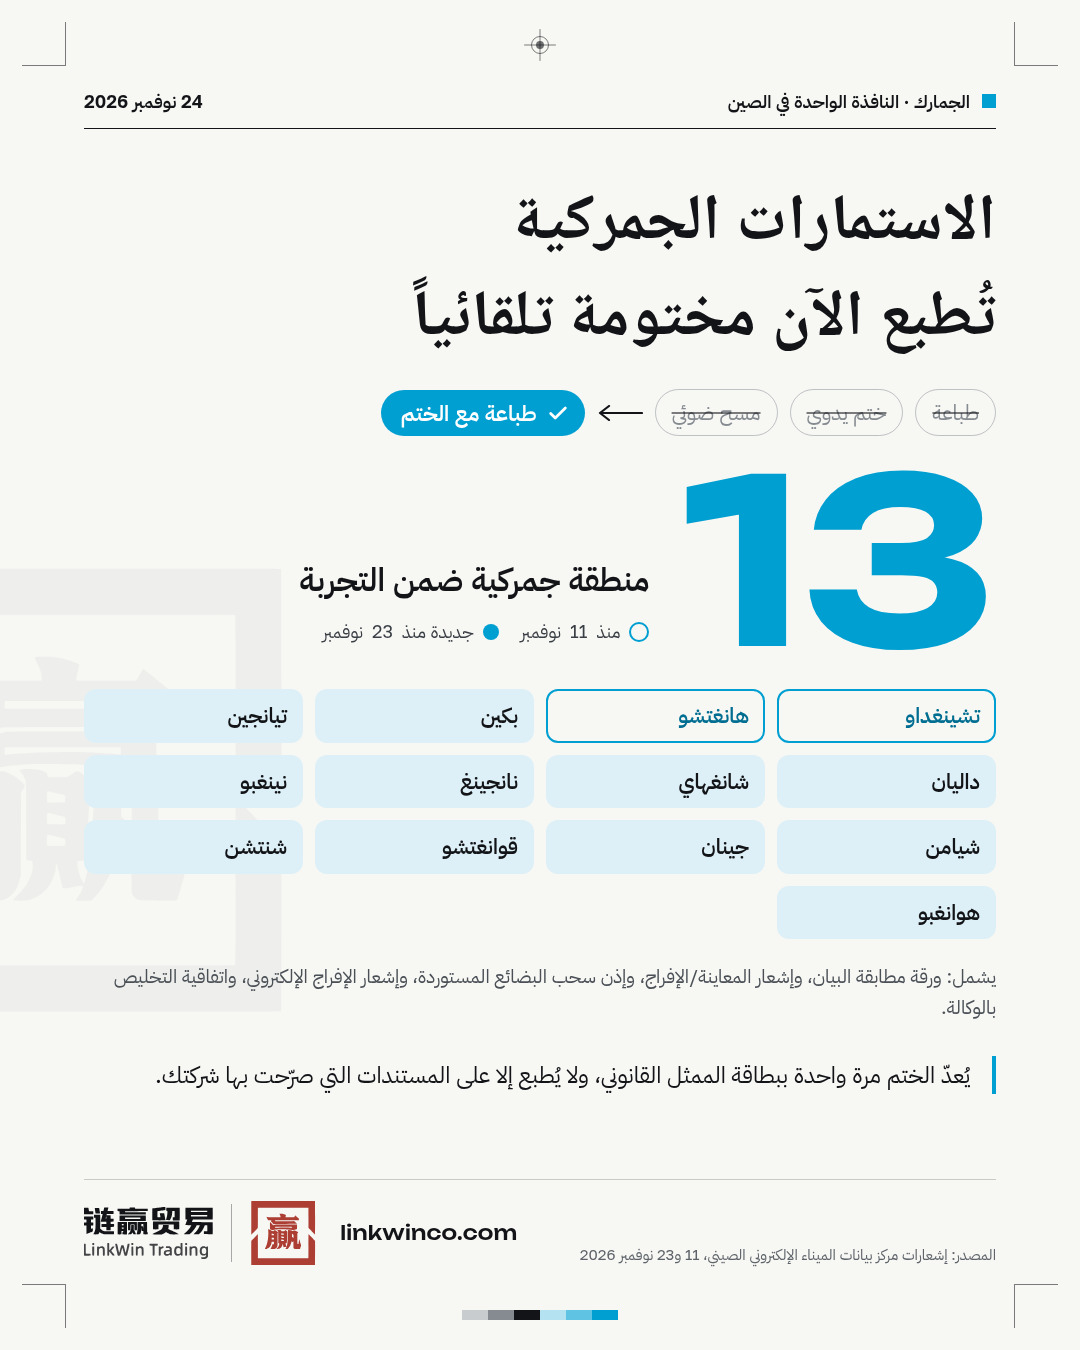 الجمارك · النافذة الواحدة في الصين
24 نوفمبر 2026
الاستمارات الجمركية
تُطبع الآن مختومة تلقائياً
طباعة
ختم يدوي
مسح ضوئي
طباعة مع الختم
13
منطقة جمركية ضمن التجربة
منذ 11 نوفمبر
جديدة منذ 23 نوفمبر
تشينغداو
هانغتشو
بكين
تيانجين
داليان
شانغهاي
نانجينغ
نينغبو
شيامن
جينان
قوانغتشو
شنتشن
هوانغبو
يشمل: ورقة مطابقة البيان، وإشعار المعاينة/الإفراج، وإذن سحب البضائع المستوردة، وإشعار الإفراج الإلكتروني، واتفاقية التخليص
بالوكالة.
يُعدّ الختم مرة واحدة ببطاقة الممثل القانوني، ولا يُطبع إلا على المستندات التي صرّحت بها شركتك.
المصدر: إشعارات مركز بيانات الميناء الإلكتروني الصيني، 11 و23 نوفمبر 2026
linkwinco.com
赢
链赢贸易
LinkWin Trading